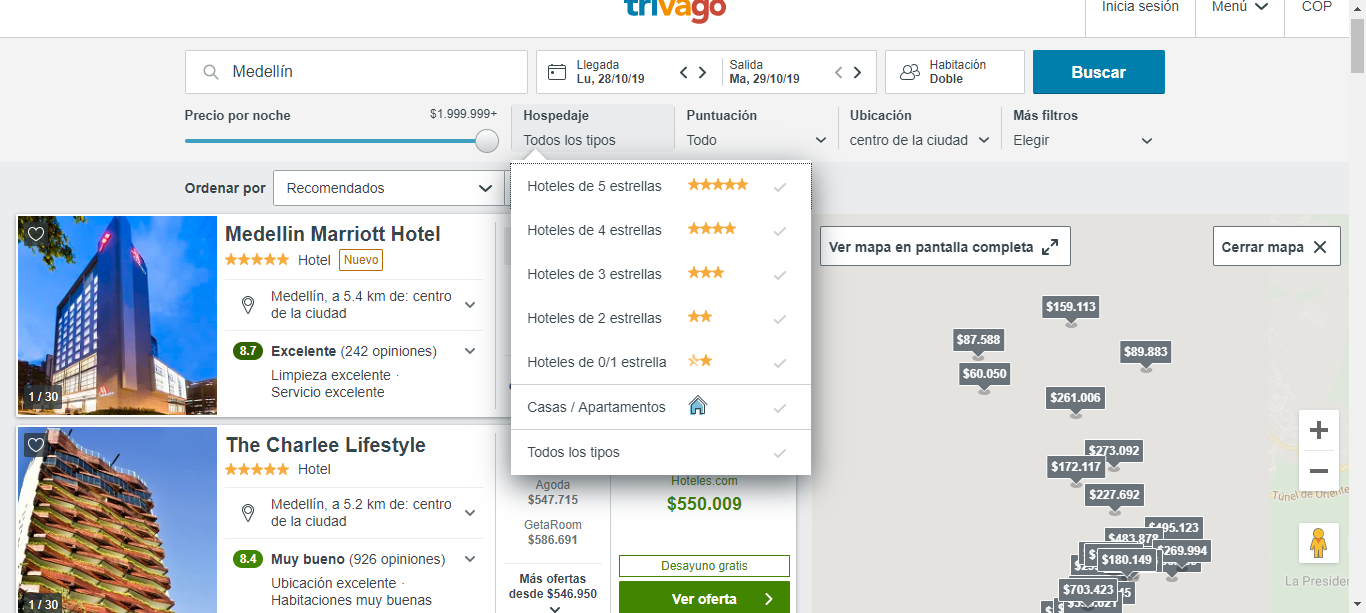 trivago
Inicia sesión
Menú
COP
Medellín
Llegada
Lu, 28/10/19
Salida
Ma, 29/10/19
Habitación
Doble
Buscar
Precio por noche
$1.999.999+
Hospedaje
Todos los tipos
Puntuación
Todo
Ubicación
centro de la ciudad
Más filtros
Elegir
Ordenar por
Recomendados
Hoteles de 5 estrellas
Hoteles de 4 estrellas
Hoteles de 3 estrellas
Hoteles de 2 estrellas
Hoteles de 0/1 estrella
Casas / Apartamentos
Todos los tipos
1 / 30
Medellin Marriott Hotel
Hotel
Nuevo
Medellín, a 5.4 km de: centro
de la ciudad
8.7 Excelente (242 opiniones)
Limpieza excelente ·
Servicio excelente
1 / 30
The Charlee Lifestyle
Hotel
Medellín, a 5.2 km de: centro
de la ciudad
8.4 Muy bueno (926 opiniones)
Ubicación excelente ·
Habitaciones muy buenas
Agoda
$547.715
GetaRoom
$586.691
Más ofertas
desde $546.950
Hoteles.com
$550.009
Desayuno gratis
Ver oferta
Ver mapa en pantalla completa
Cerrar mapa
$159.113
$87.588
$89.883
$60.050
$261.006
$273.092
$172.117
$227.692
$495.123
$483.878
$269.994
$180.149
$703.423
Túnel de Oriente
La Presiden